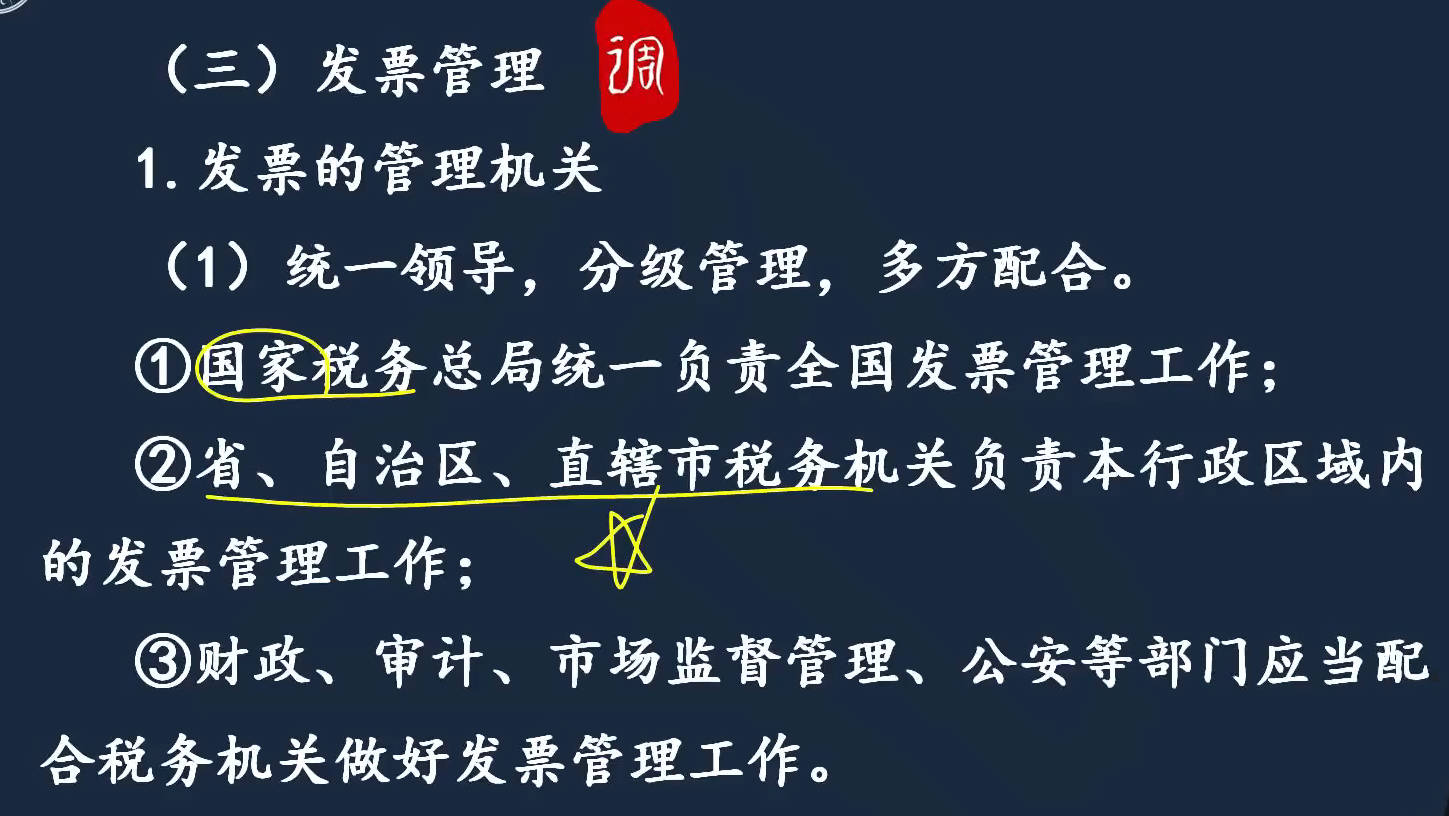 （三）发票管理 调
1.发票的管理机关
（1）统一领导，分级管理，多方配合。
①国家税务总局统一负责全国发票管理工作；
②省、自治区、直辖市税务机关负责本行政区域内
的发票管理工作；
③财政、审计、市场监督管理、公安等部门应当配
合税务机关做好发票管理工作。